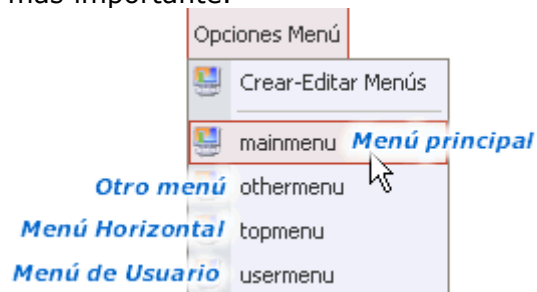 más importante.
Opciones Menú
Crear-Editar Menús
mainmenu Menú principal
Otro menú othermenu
Menú Horizontal topmenu
Menú de Usuario usermenu